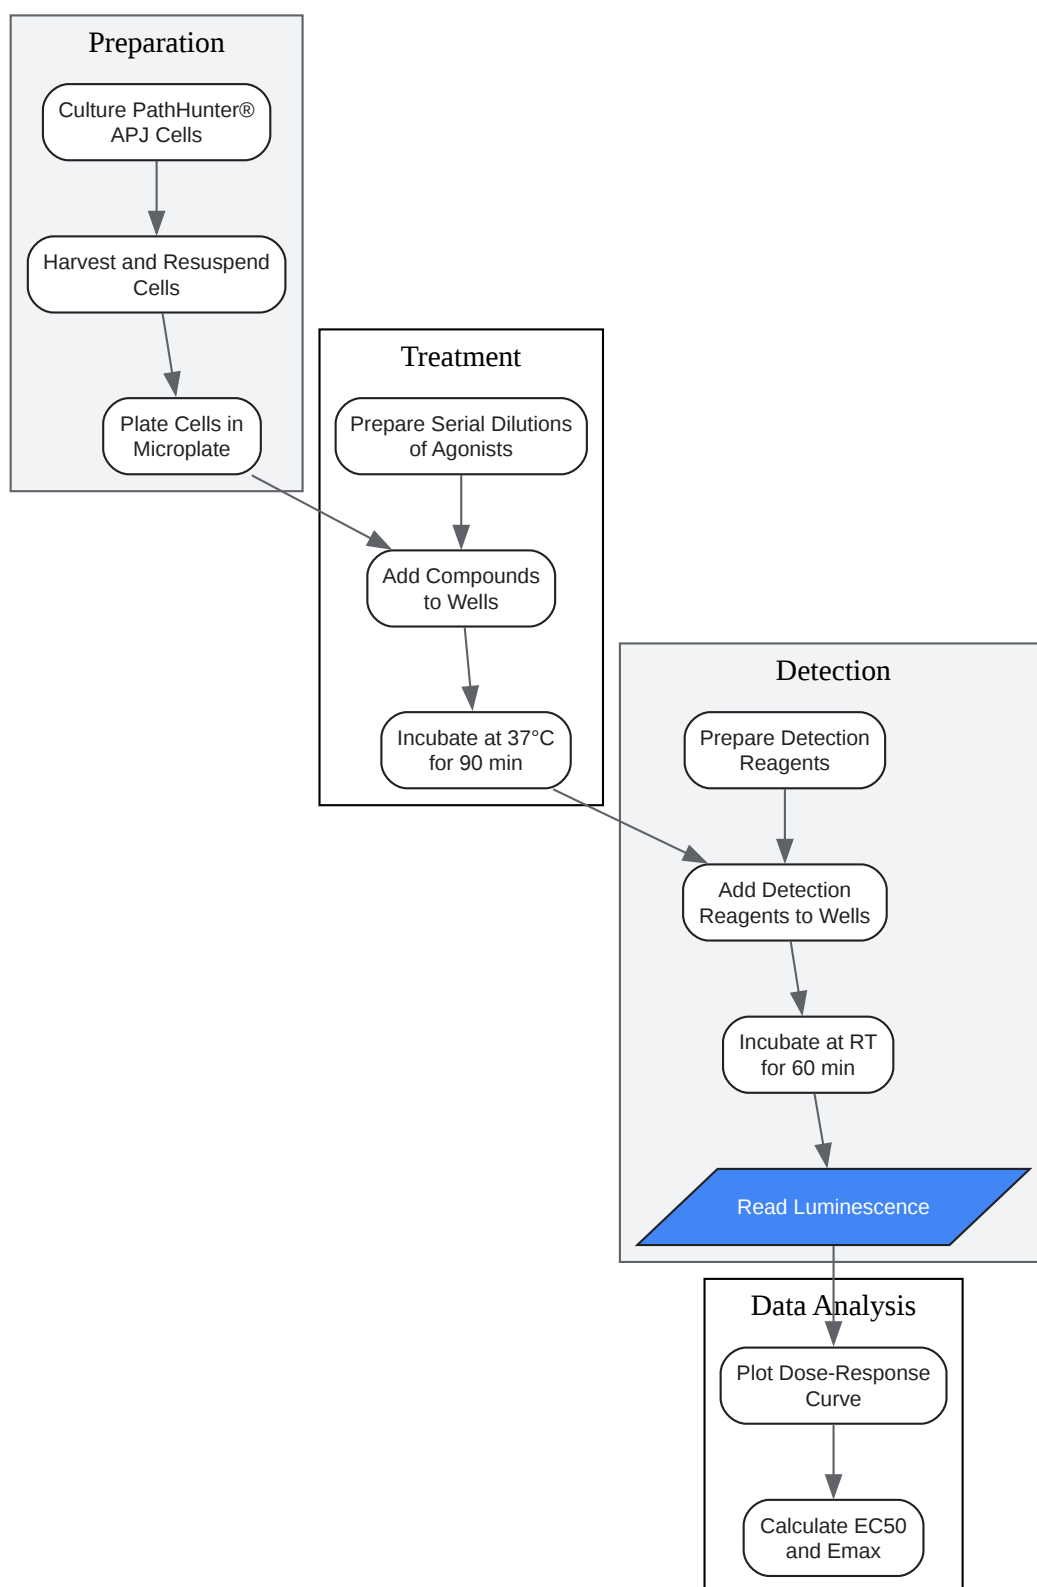 Preparation
Culture PathHunter®
APJ Cells
Harvest and Resuspend
Cells
Plate Cells in
Microplate
Treatment
Prepare Serial Dilutions
of Agonists
Add Compounds
to Wells
Incubate at 37°C
for 90 min
Detection
Prepare Detection
Reagents
Add Detection
Reagents to Wells
Incubate at RT
for 60 min
Read Luminescence
Data Analysis
Plot Dose-Response
Curve
Calculate EC50
and Emax